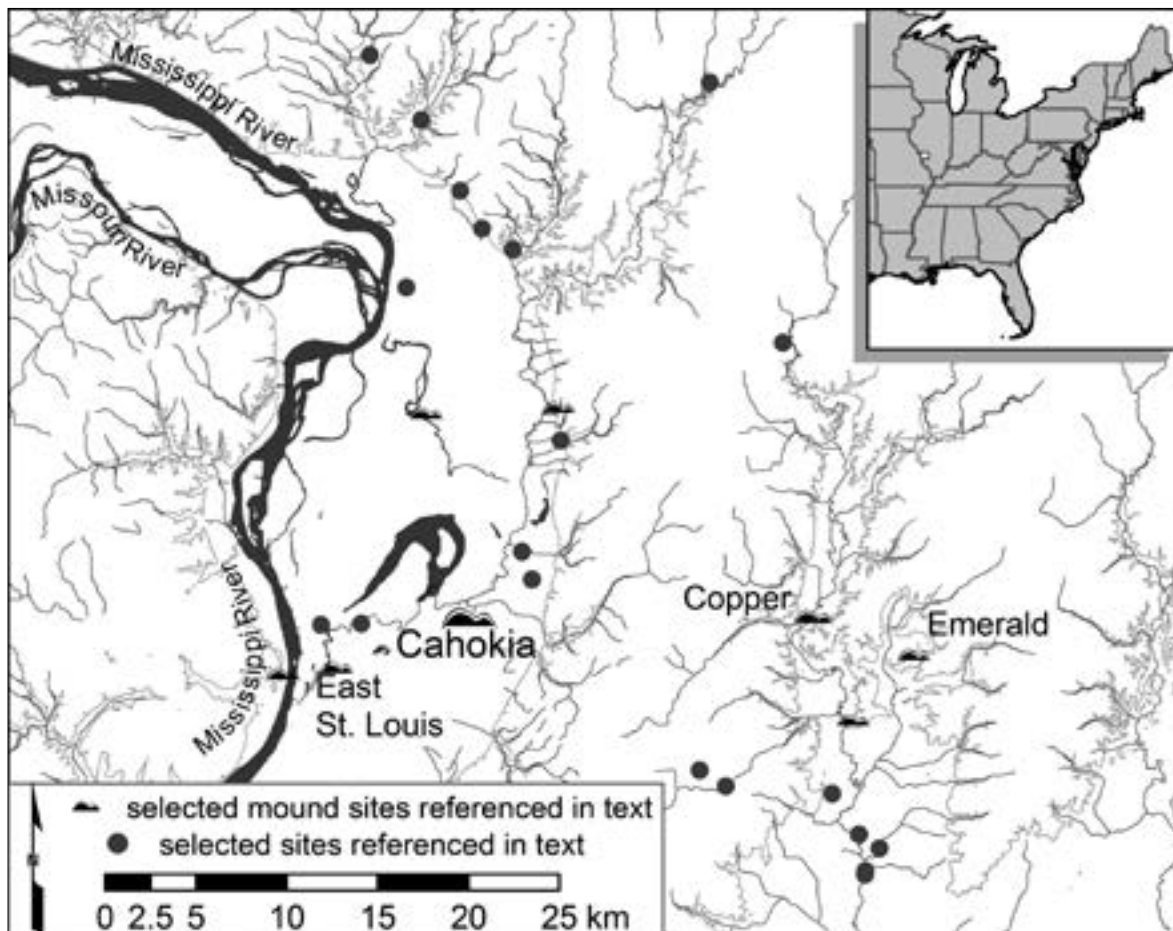 Mississippi River
Missouri River
Mississippi River
Copper
Emerald
Cahokia
East
St. Louis
selected mound sites referenced in text
selected sites referenced in text
0 2.5 5 10 15 20 25 km